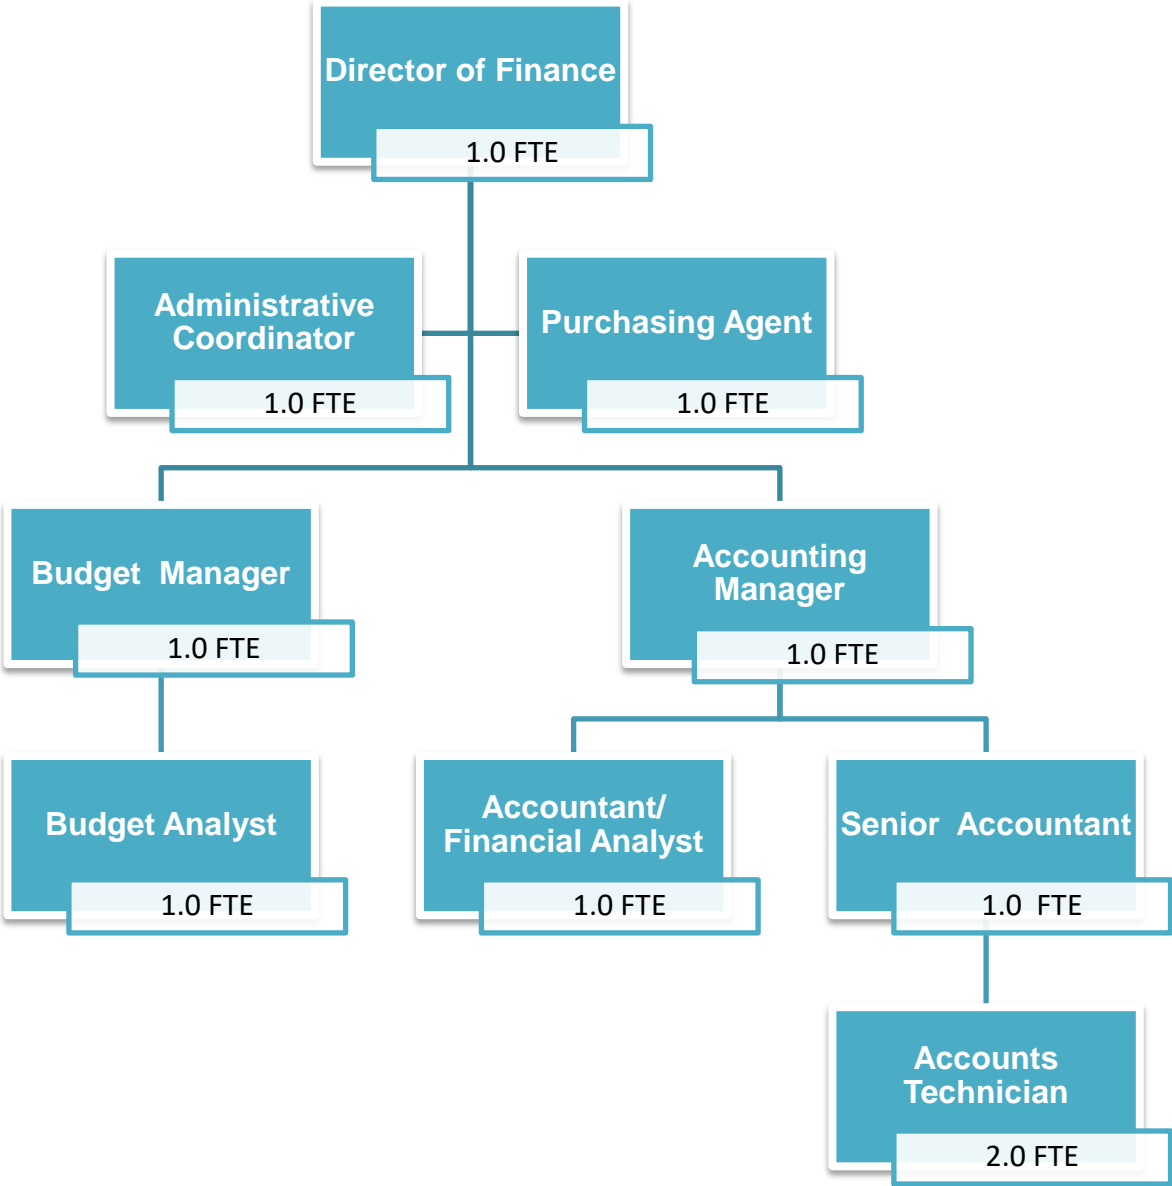 Director of Finance
1.0 FTE
Administrative
Coordinator
1.0 FTE
Purchasing Agent
1.0 FTE
Budget  Manager
1.0 FTE
Accounting
Manager
1.0 FTE
Budget Analyst
1.0 FTE
Accountant/
Financial Analyst
1.0 FTE
Senior  Accountant
1.0  FTE
Accounts
Technician
2.0 FTE